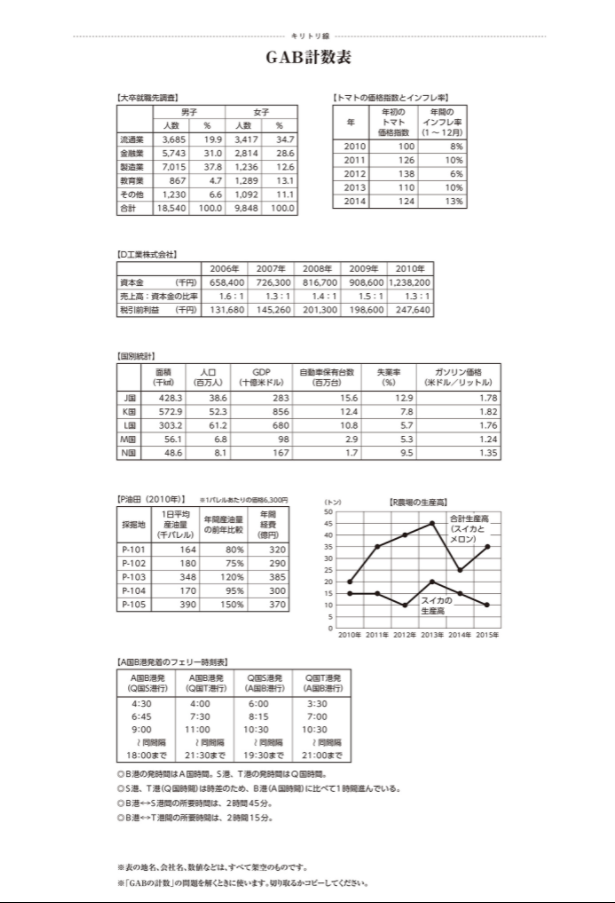 キリトリ線
GAB計数表
【大卒就職先調査】
男子 女子
人数 % 人数 %
流通業 3,685 19.9 3,417 34.7
金融業 5,743 31.0 2,814 28.6
製造業 7,015 37.8 1,236 12.6
教育業 867 4.7 1,289 13.1
その他 1,230 6.6 1,092 11.1
合計 18,540 100.0 9,848 100.0
【トマトの価格指数とインフレ率】
年 年初のトマト価格指数 年間のインフレ率(1〜12月)
2010 100 8%
2011 126 10%
2012 138 6%
2013 110 10%
2014 124 13%
【D工業株式会社】
2006年 2007年 2008年 2009年 2010年
資本金 (千円) 658,400 726,300 816,700 908,600 1,238,200
売上高:資本金の比率 1.6:1 1.3:1 1.4:1 1.5:1 1.3:1
税引前利益 (千円) 131,680 145,260 201,300 198,600 247,640
【国別統計】
面積(千㎢) 人口(百万人) GDP(十億米ドル) 自動車保有台数(百万台) 失業率(%) ガソリン価格(米ドル/リットル)
J国 428.3 38.6 283 15.6 12.9 1.78
K国 572.9 52.3 856 12.4 7.8 1.82
L国 303.2 61.2 680 10.8 5.7 1.76
M国 56.1 6.8 98 2.9 5.3 1.24
N国 48.6 8.1 167 1.7 9.5 1.35
【P油田(2010年)】 ※1バレルあたりの価格6,300円
採掘地 1日平均産油量(千バレル) 年間産油量の前年比較 年間経費(億円)
P-101 164 80% 320
P-102 180 75% 290
P-103 348 120% 385
P-104 170 95% 300
P-105 390 150% 370
(トン) 【R農場の生産高】
50
45
40
35
30
25
20
15
10
5
0
合計生産高
(スイカと
メロン)
スイカの
生産高
2010年 2011年 2012年 2013年 2014年 2015年
【A国B港発着のフェリー時刻表】
A国B港発 A国B港発 Q国S港発 Q国T港発
(Q国S港行) (Q国T港行) (A国B港行) (A国B港行)
4:30 4:00 6:00 3:30
6:45 7:30 8:15 7:00
9:00 11:00 10:30 10:30
〜同間隔 〜同間隔 〜同間隔 〜同間隔
18:00まで 21:30まで 19:30まで 21:00まで
○B港の発時間はA国時間。S港、T港の発時間はQ国時間。
○S港、T港(Q国時間)は時差のため、B港(A国時間)に比べて1時間進んでいる。
○B港↔S港間の所要時間は、2時間45分。
○B港↔T港間の所要時間は、2時間15分。
※表の地名、会社名、数値などは、すべて架空のものです。
※「GABの計数」の問題を解くときに使います。切り取るかコピーしてください。